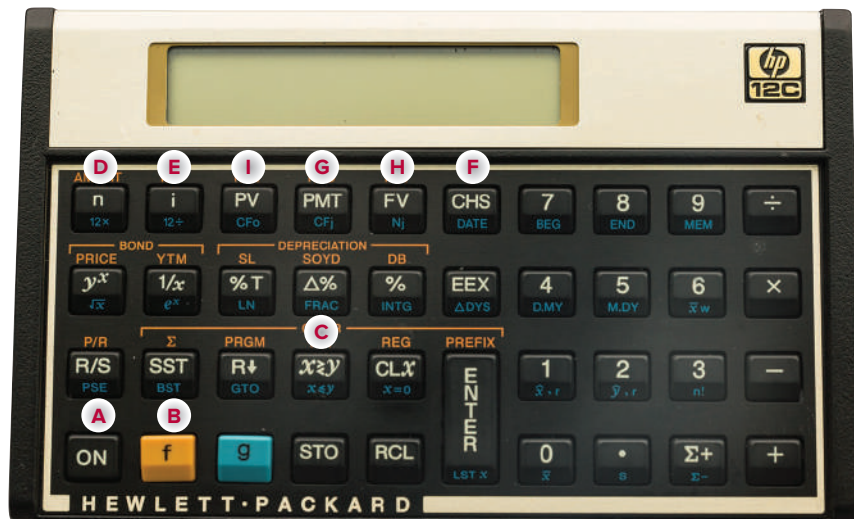 hp
12C
D E I G H F
n i PV PMT FV CHS 7 8 9 ÷
12× 12÷ CFo CFj Nj DATE BEG END MEM
BOND DEPRECIATION
PRICE YTM SL SOYD DB
yˣ 1/x %T Δ% % EEX 4 5 6 ×
√x eˣ LN FRAC INTG ΔDYS D.MY M.DY x̄w
C
P/R Σ PRGM REG PREFIX
R/S SST R↓ x≷y CLx ENTER 1 2 3 −
PSE BST GTO x≤y x=0 x̂,r ŷ,r n!
A B
ON f g STO RCL 0 • Σ+ +
LST x x̄ s Σ−
HEWLETT·PACKARD